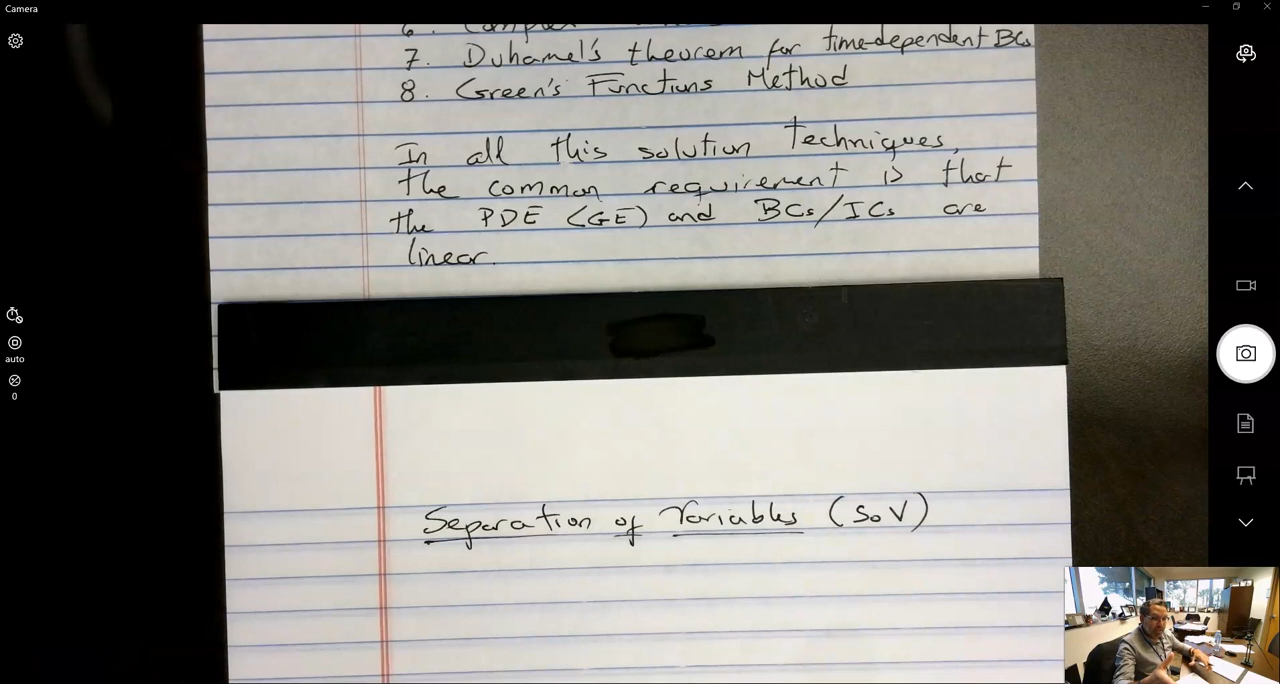 Camera
6.
7. Duhamel's theorem for time-dependent BCs
8. Green's Functions Method
In all this solution techniques,
the common requirement is that
the PDE (GE) and BCs/ICs are
linear.
auto
0
Separation of Variables (SoV)